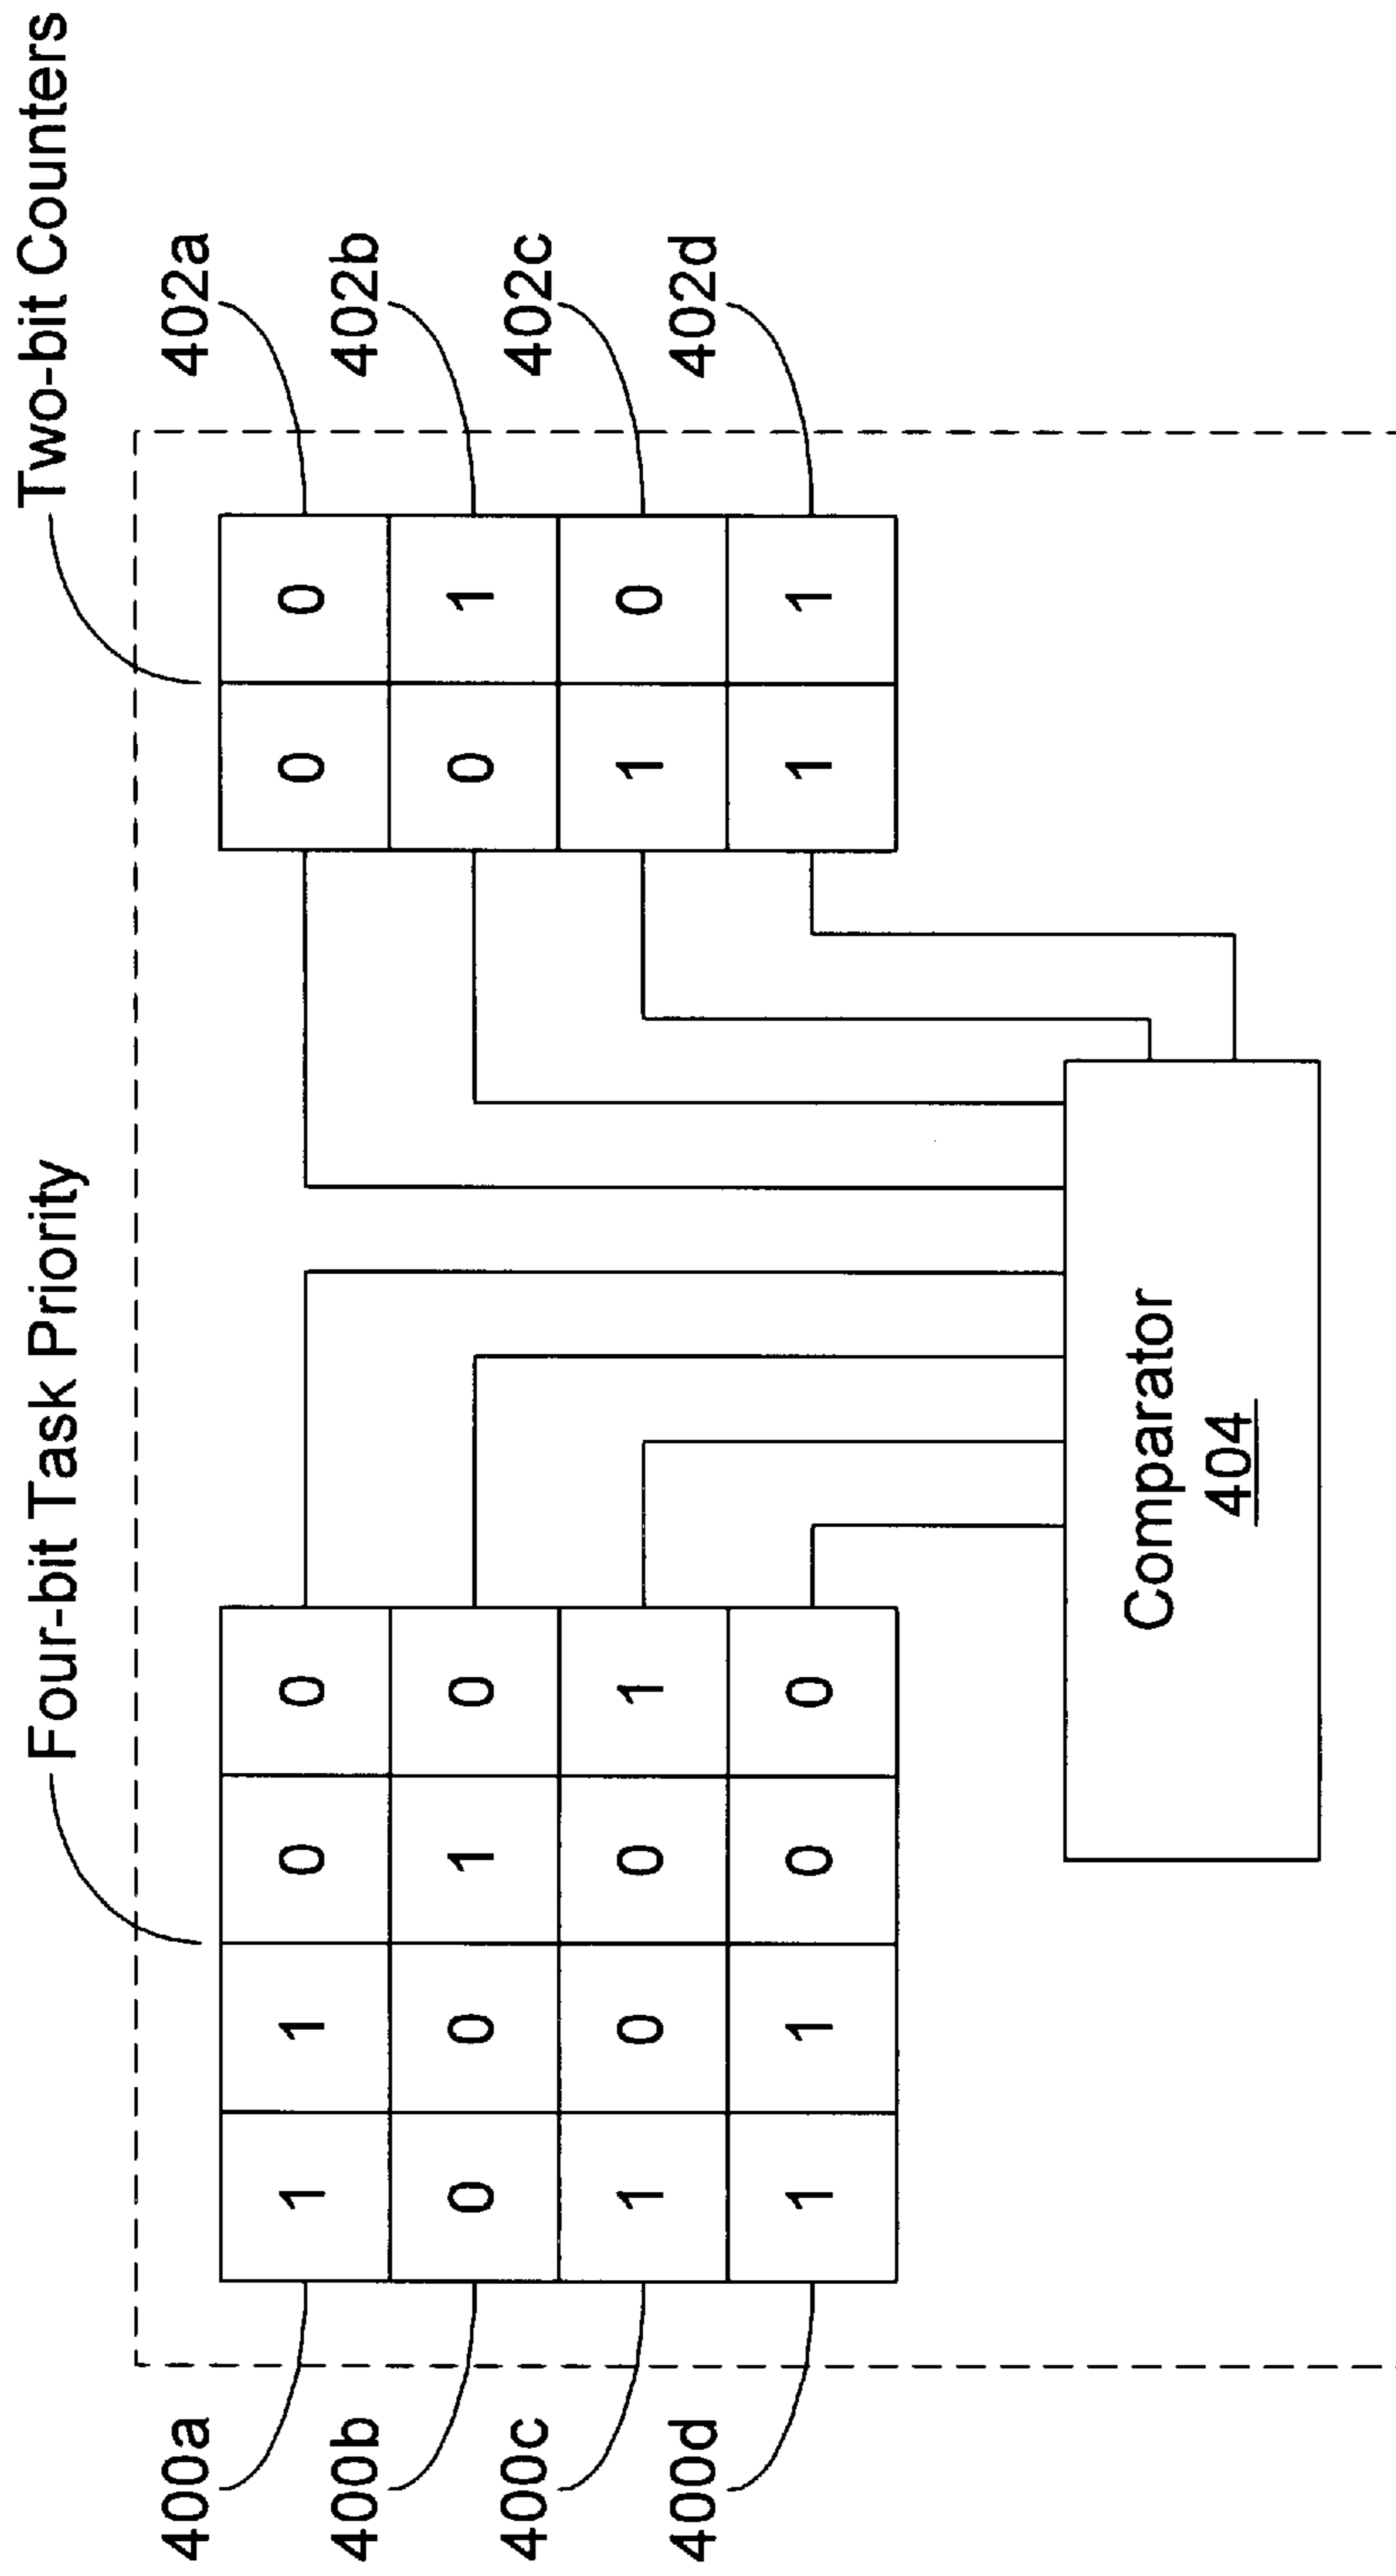 Four-bit Task Priority
Two-bit Counters
400a 1 1 0 0
0 0 402a
400b 0 0 1 0
0 1 402b
400c 1 0 0 1
1 0 402c
400d 1 1 0 0
1 1 402d
Comparator
404